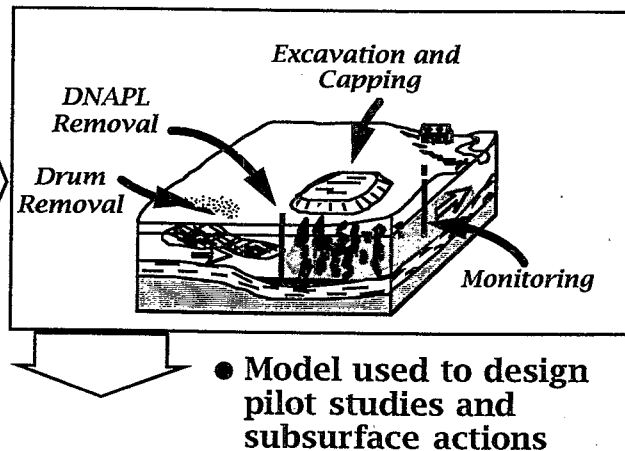 Excavation and
Capping
DNAPL
Removal
Drum
Removal
Monitoring
● Model used to design
pilot studies and
subsurface actions